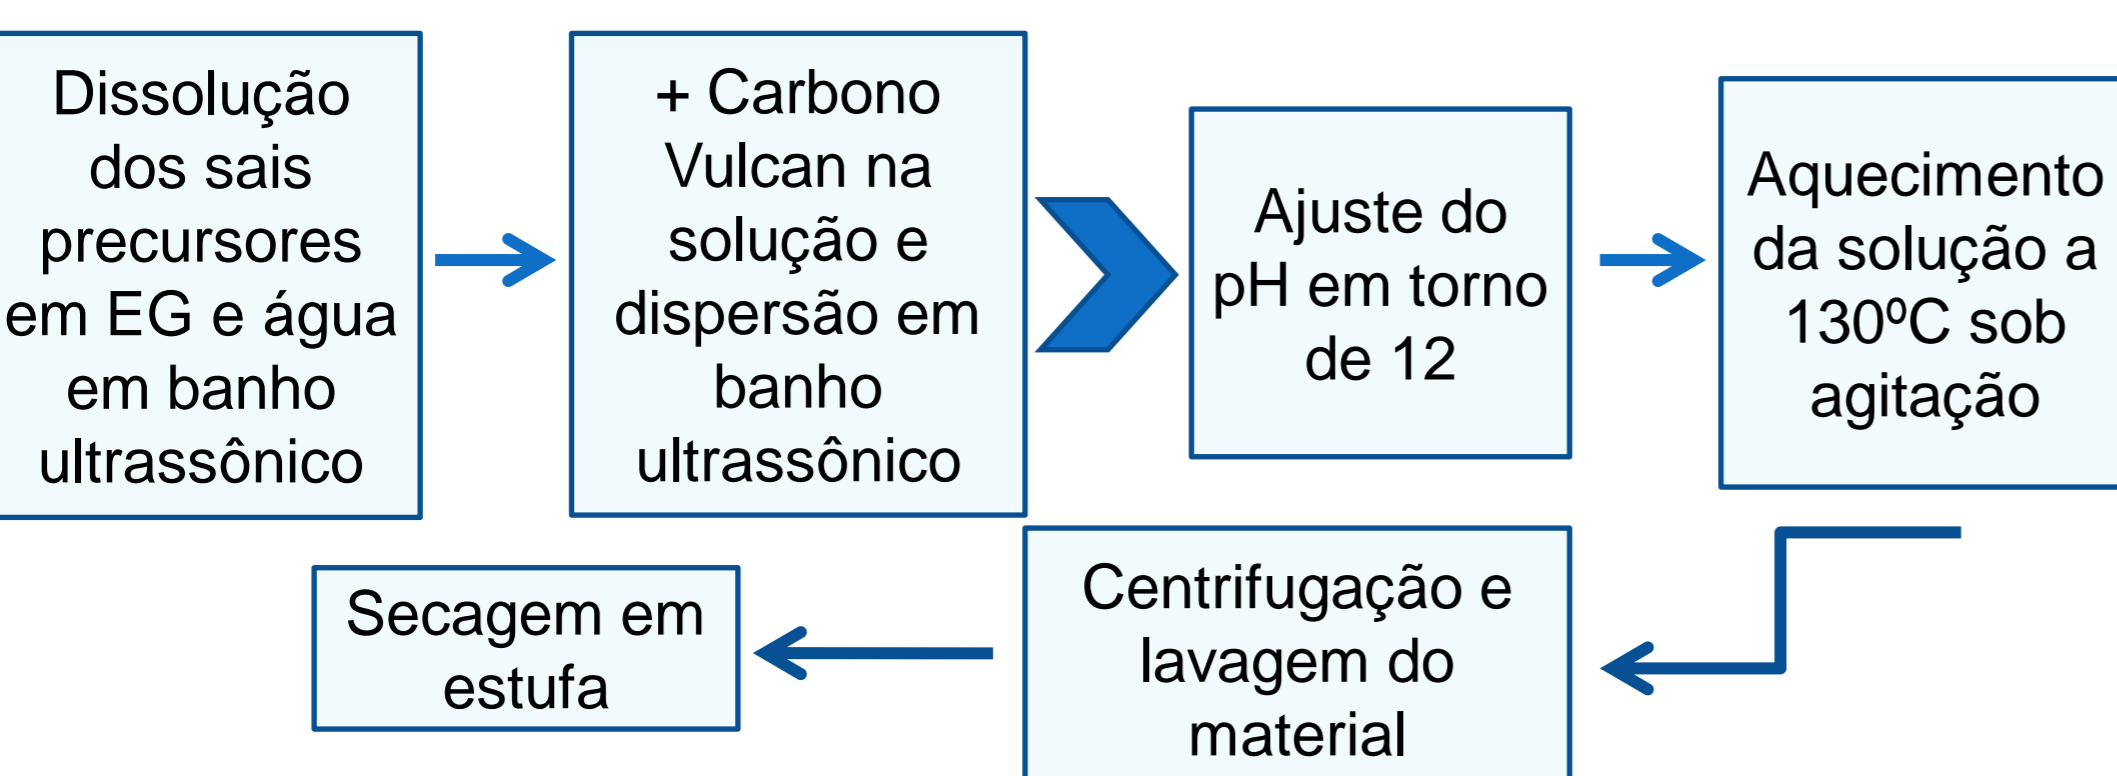 Dissolução
dos sais
precursores
em EG e água
em banho
ultrassônico
+ Carbono
Vulcan na
solução e
dispersão em
banho
ultrassônico
Ajuste do
pH em torno
de 12
Aquecimento
da solução a
130ºC sob
agitação
Centrifugação e
lavagem do
material
Secagem em
estufa